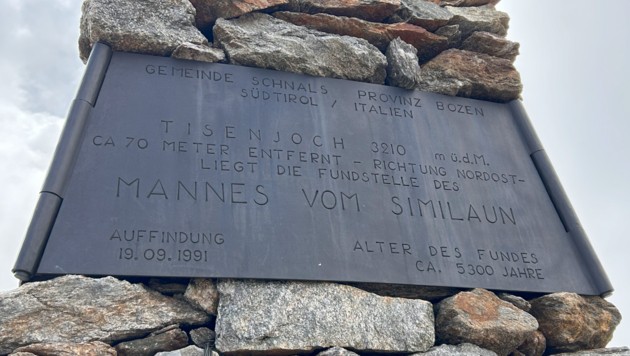 GEMEINDE SCHNALS PROVINZ BOZEN
SÜDTIROL / ITALIEN
TISENJOCH 3210 m ü.d.M.
CA 70 METER ENTFERNT - RICHTUNG NORDOST-
LIEGT DIE FUNDSTELLE DES
MANNES VOM SIMILAUN
AUFFINDUNG
19.09.1991
ALTER DES FUNDES
CA. 5300 JAHRE